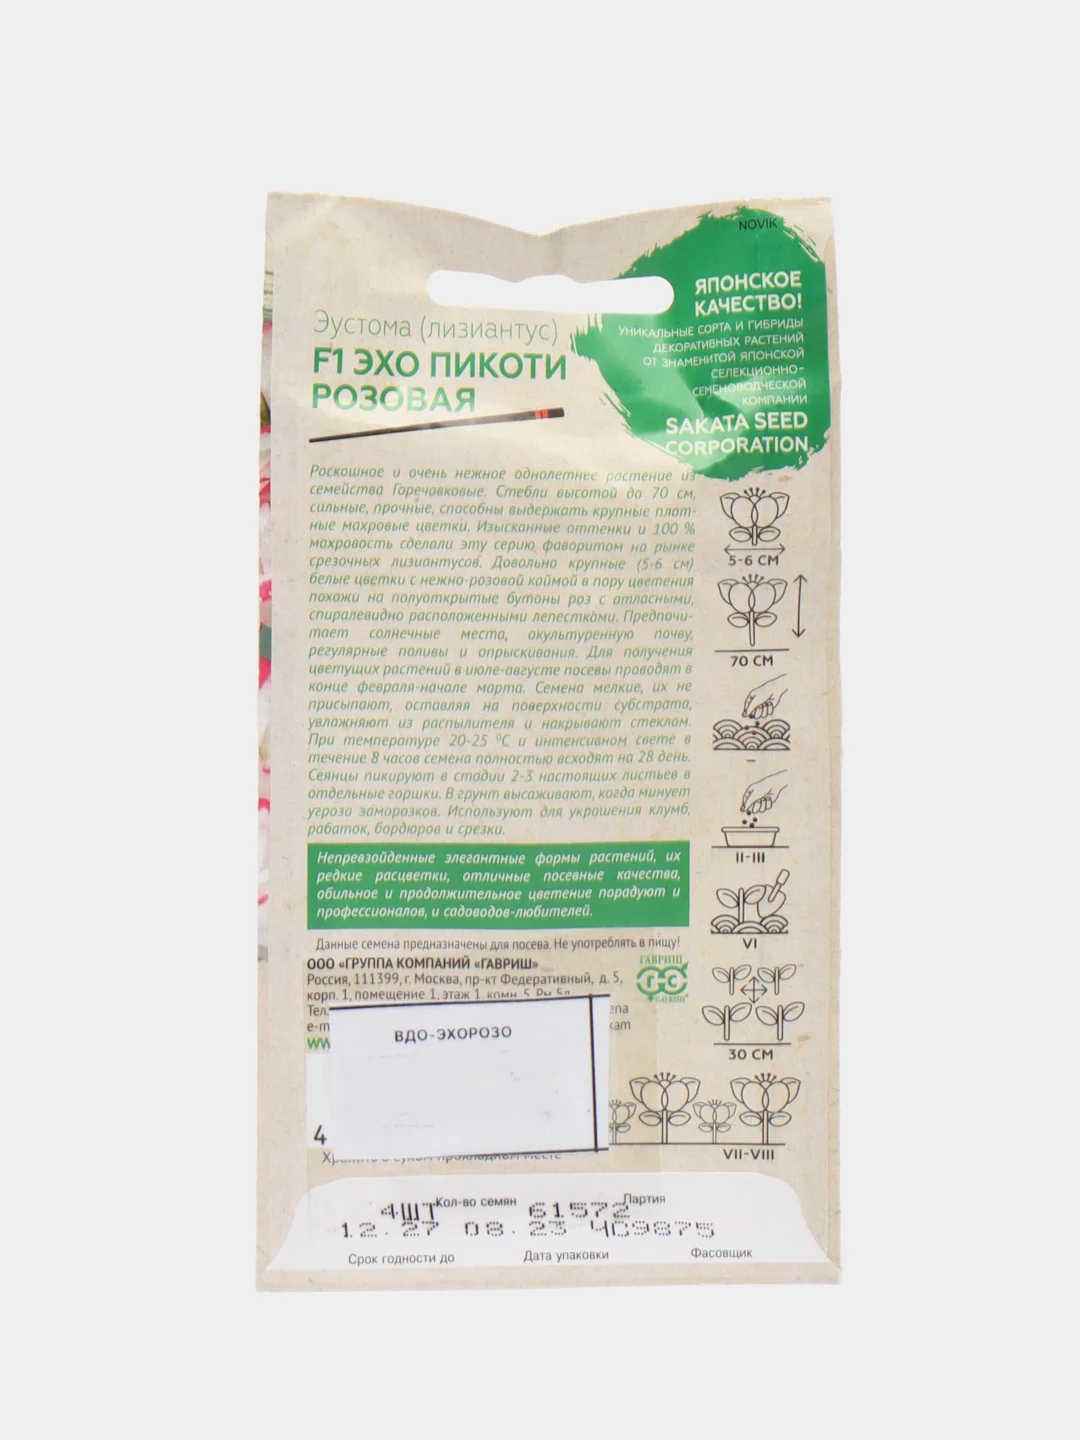 NOVIK
ЯПОНСКОЕ
КАЧЕСТВО!
УНИКАЛЬНЫЕ СОРТА И ГИБРИДЫ
ДЕКОРАТИВНЫХ РАСТЕНИЙ
ОТ ЗНАМЕНИТОЙ ЯПОНСКОЙ
СЕЛЕКЦИОННО-
СЕМЕНОВОДЧЕСКОЙ
КОМПАНИИ
SAKATA SEED
CORPORATION
Эустома (лизиантус)
F1 ЭХО ПИКОТИ
РОЗОВАЯ
Роскошное и очень нежное однолетнее растение из
семейства Горечавковые. Стебли высотой до 70 см,
сильные, прочные, способны выдержать крупные плот-
ные махровые цветки. Изысканные оттенки и 100 %
махровость сделали эту серию фаворитом на рынке
срезочных лизиантусов. Довольно крупные (5-6 см)
белые цветки с нежно-розовой каймой в пору цветения
похожи на полуоткрытые бутоны роз с атласными,
спиралевидно расположенными лепестками. Предпочи-
тает солнечные места, окультуренную почву,
регулярные поливы и опрыскивания. Для получения
цветущих растений в июле-августе посевы проводят в
конце февраля-начале марта. Семена мелкие, их не
присыпают, оставляя на поверхности субстрата,
увлажняют из распылителя и накрывают стеклом.
При температуре 20-25 °С и интенсивном свете в
течение 8 часов семена полностью всходят на 28 день.
Сеянцы пикируют в стадии 2-3 настоящих листьев в
отдельные горшки. В грунт высаживают, когда минует
угроза заморозков. Используют для украшения клумб,
рабаток, бордюров и срезки.
Непревзойденные элегантные формы растений, их
редкие расцветки, отличные посевные качества,
обильное и продолжительное цветение порадуют и
профессионалов, и садоводов-любителей.
Данные семена предназначены для посева. Не употреблять в пищу!
ООО «ГРУППА КОМПАНИЙ «ГАВРИШ»
Россия, 111399, г. Москва, пр-кт Федеративный, д. 5,
корп. 1, помещение 1, этаж 1, комн. 5
Тел.
ВДО-ЭХОРОЗО
4
ГАВРИШ
5-6 СМ
70 СМ
–
II-III
VI
30 СМ
VII-VIII
4ШТ Кол-во семян 61572 Партия
12.27 08.23 ЧС9875
Срок годности до Дата упаковки Фасовщик